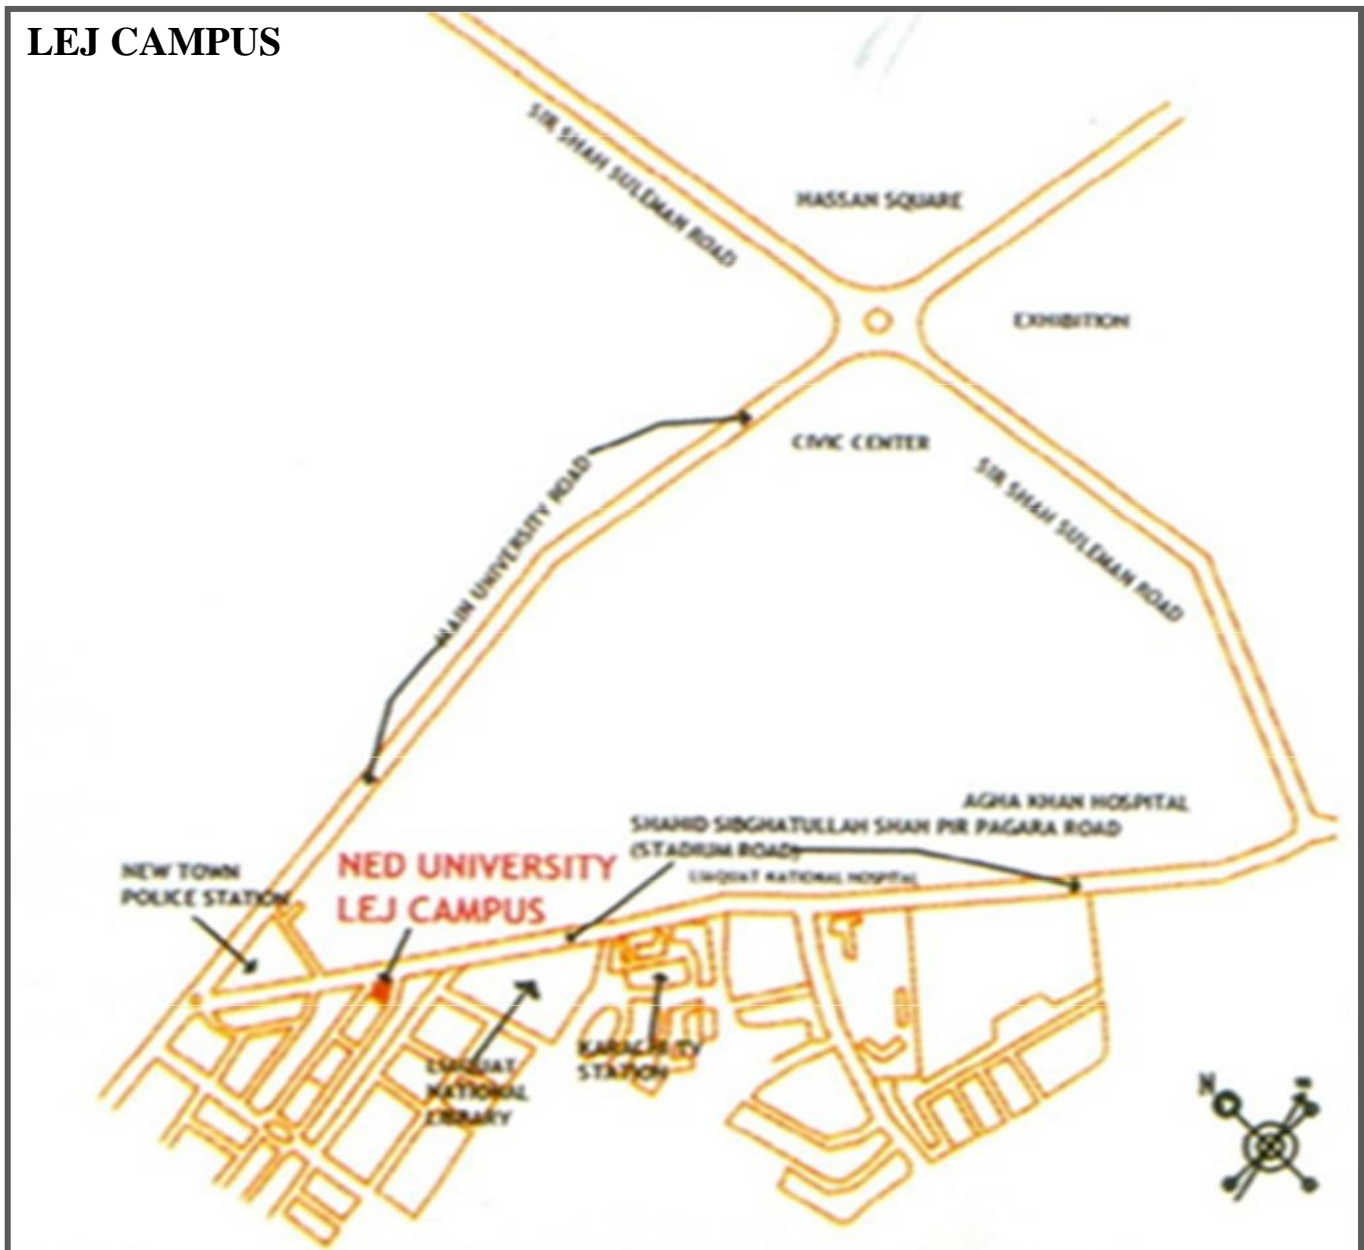 LEJ CAMPUS
SIR SHAH SULEMAN ROAD
HASSAN SQUARE
EXHIBITION
CIVIC CENTER
MAIN UNIVERSITY ROAD
SIR SHAH SULEMAN ROAD
AGHA KHAN HOSPITAL
SHAHID SIBGHATULLAH SHAH PIR PAGARA ROAD
(STADIUM ROAD)
LIAQUAT NATIONAL HOSPITAL
NEW TOWN
POLICE STATION
NED UNIVERSITY
LEJ CAMPUS
KARACHI TV
STATION
LIAQUAT
NATIONAL
LIBRARY
N